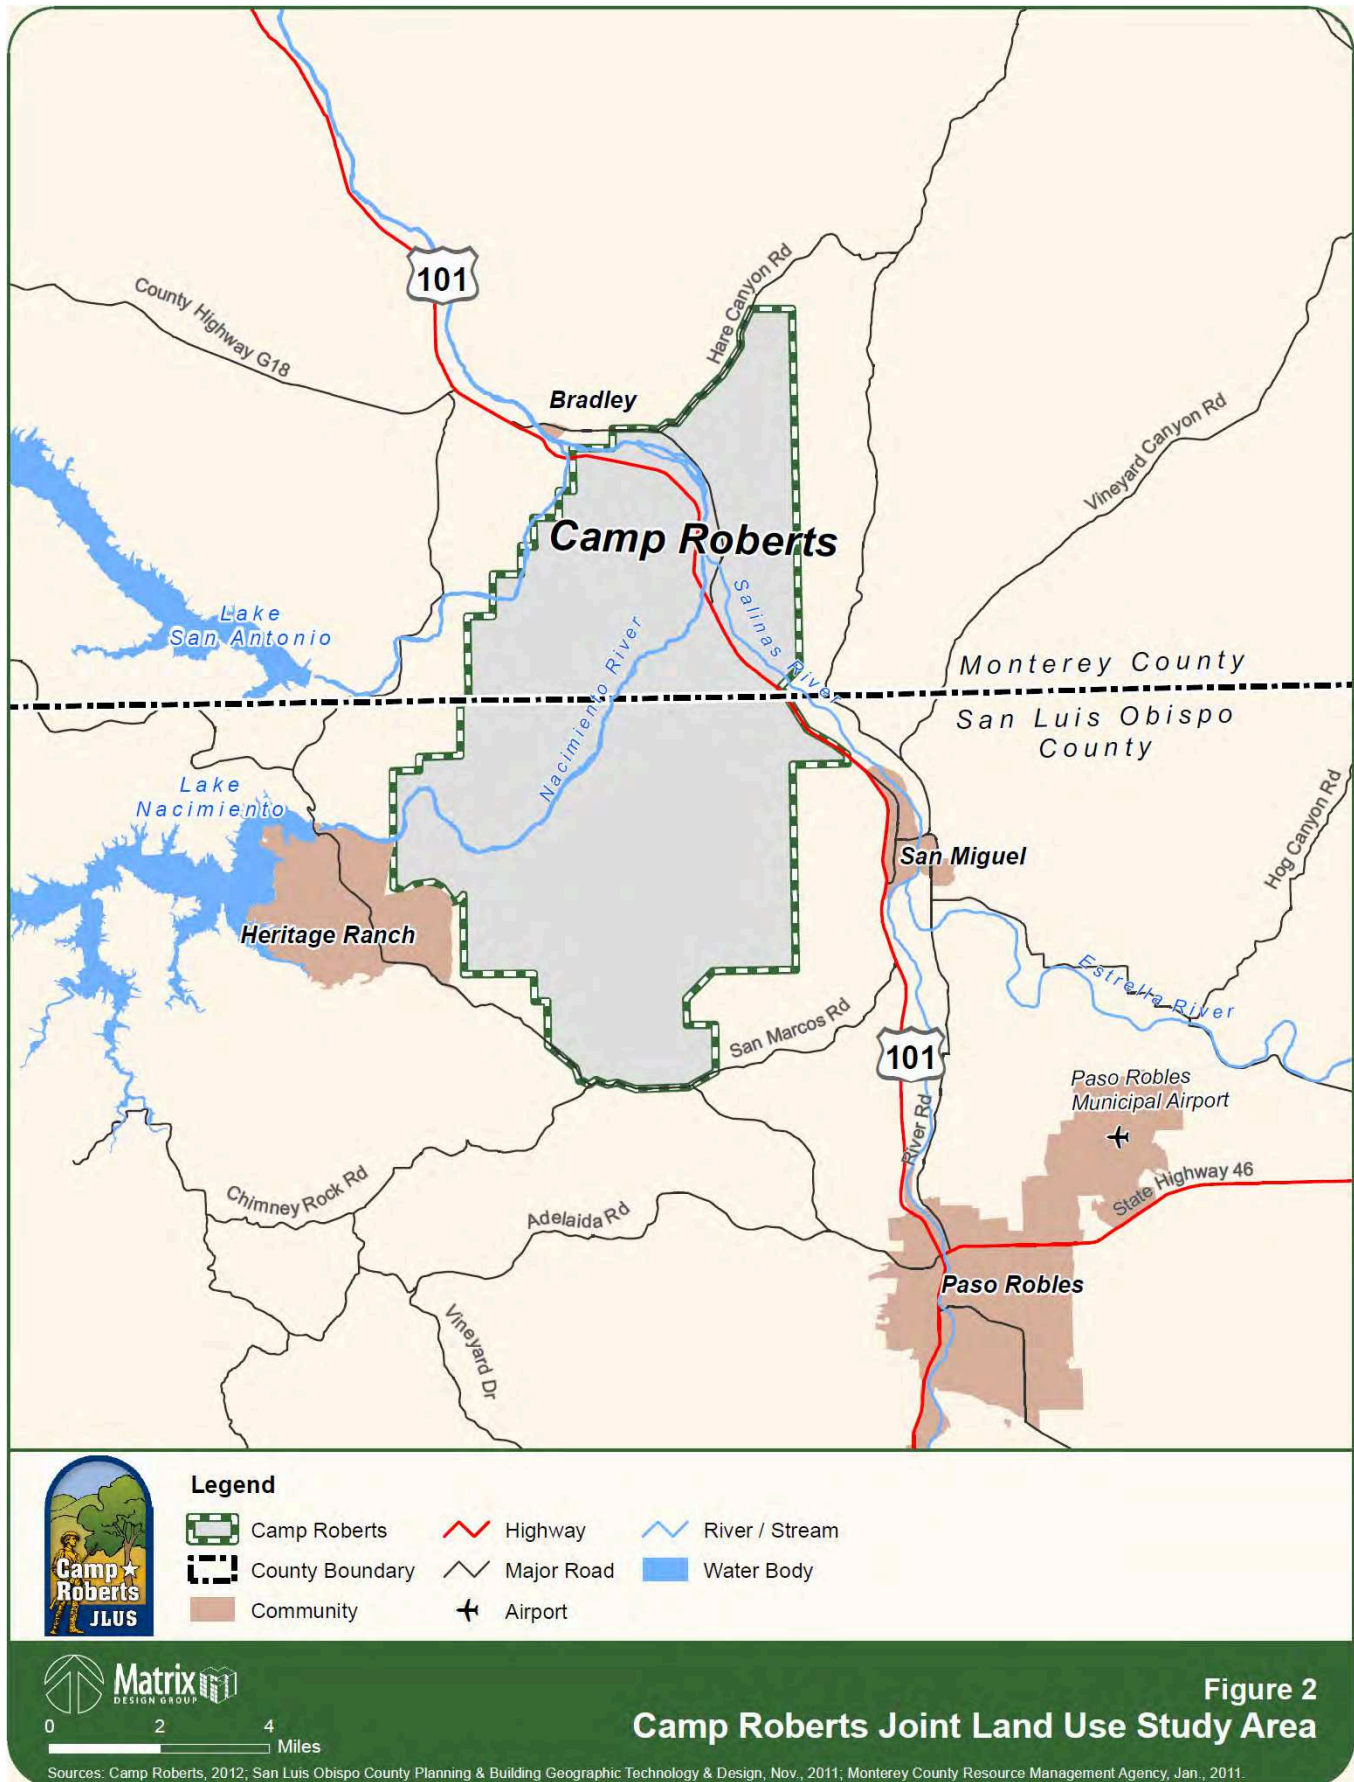 101
County Highway G18
Hare Canyon Rd
Bradley
Vineyard Canyon Rd
Camp Roberts
Salinas River
Lake
San Antonio
Nacimiento River
Monterey County
San Luis Obispo
County
Lake
Nacimiento
Hog Canyon Rd
San Miguel
Heritage Ranch
Estrella River
San Marcos Rd
101
Paso Robles
Municipal Airport
River Rd
State Highway 46
Chimney Rock Rd
Adelaida Rd
Paso Robles
Vineyard Dr
Legend
Camp Roberts
Highway
River / Stream
County Boundary
Major Road
Water Body
Community
Airport
Camp
Roberts
JLUS
Matrix
DESIGN GROUP
0 2 4
Miles
Figure 2
Camp Roberts Joint Land Use Study Area
Sources: Camp Roberts, 2012; San Luis Obispo County Planning & Building Geographic Technology & Design, Nov., 2011; Monterey County Resource Management Agency, Jan., 2011.